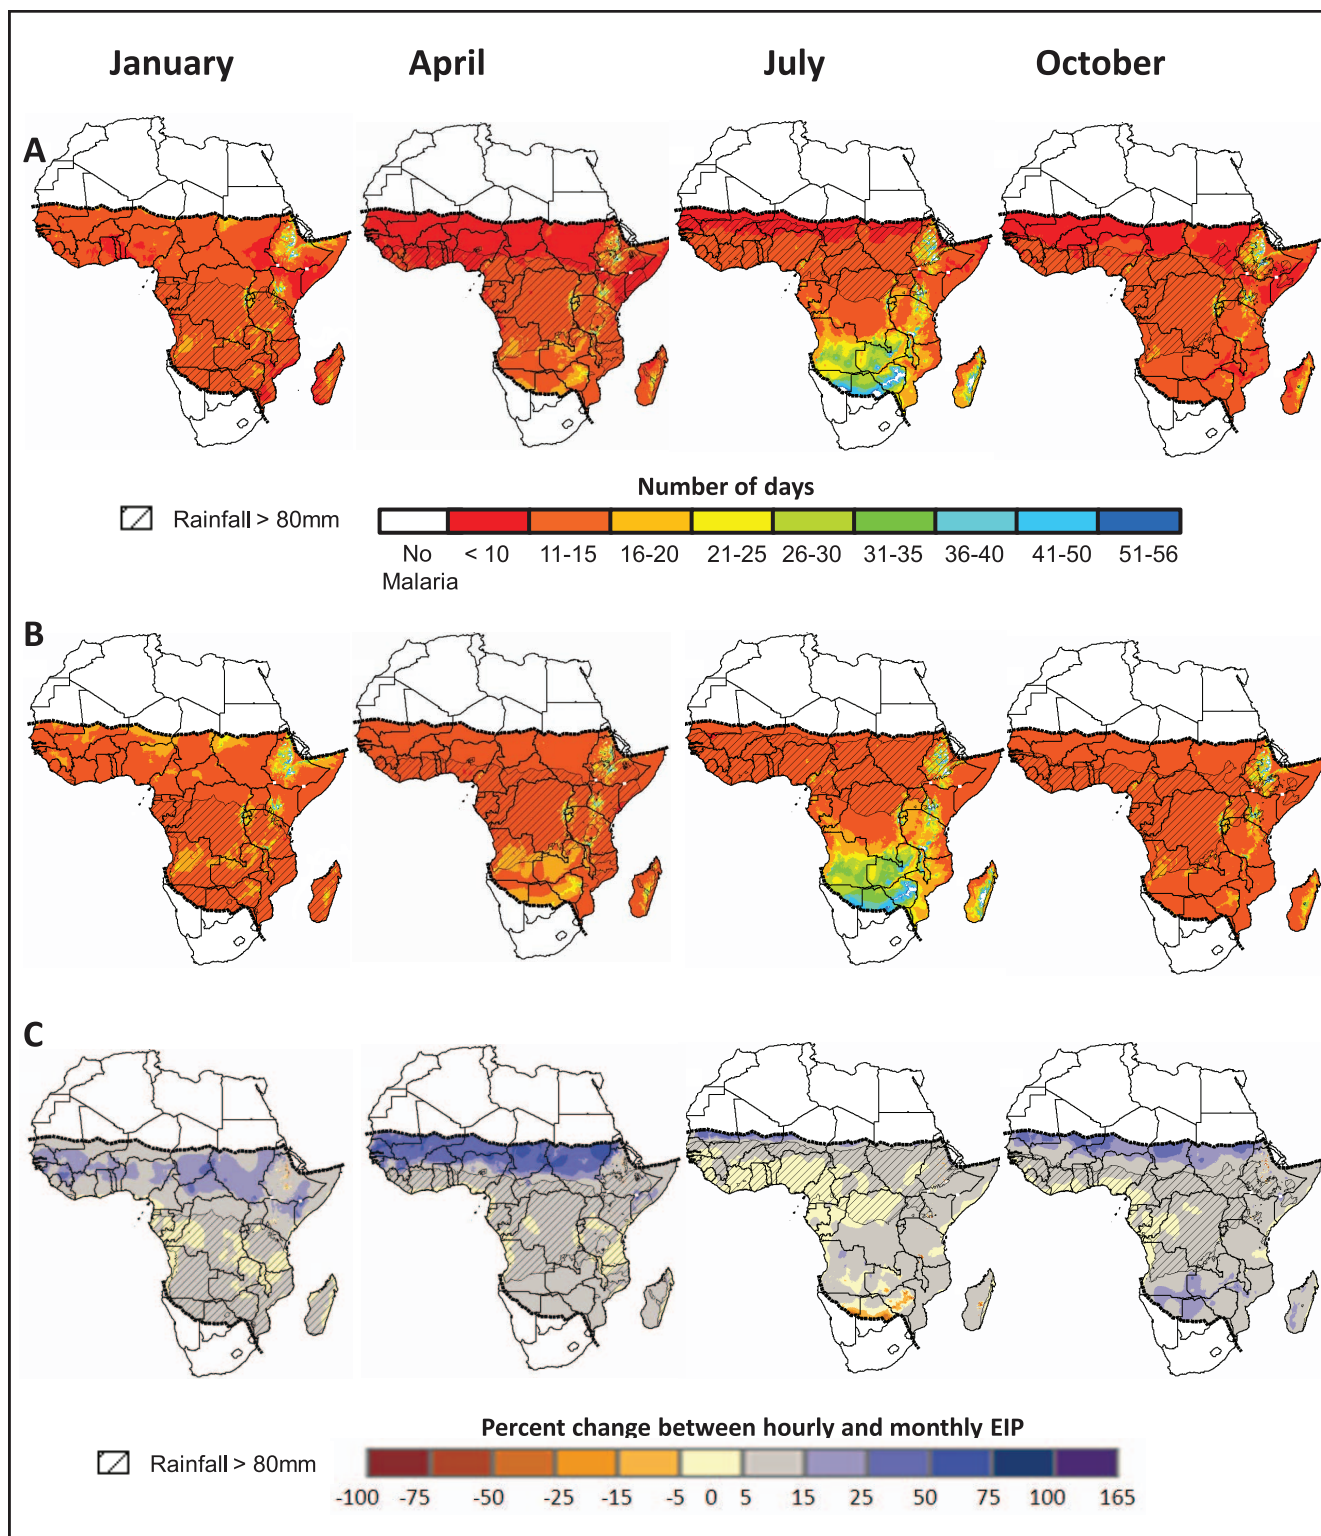 January April July October
A
Number of days
Rainfall > 80mm
No Malaria < 10 11-15 16-20 21-25 26-30 31-35 36-40 41-50 51-56
B
C
Percent change between hourly and monthly EIP
Rainfall > 80mm
-100 -75 -50 -25 -15 -5 0 5 15 25 50 75 100 165